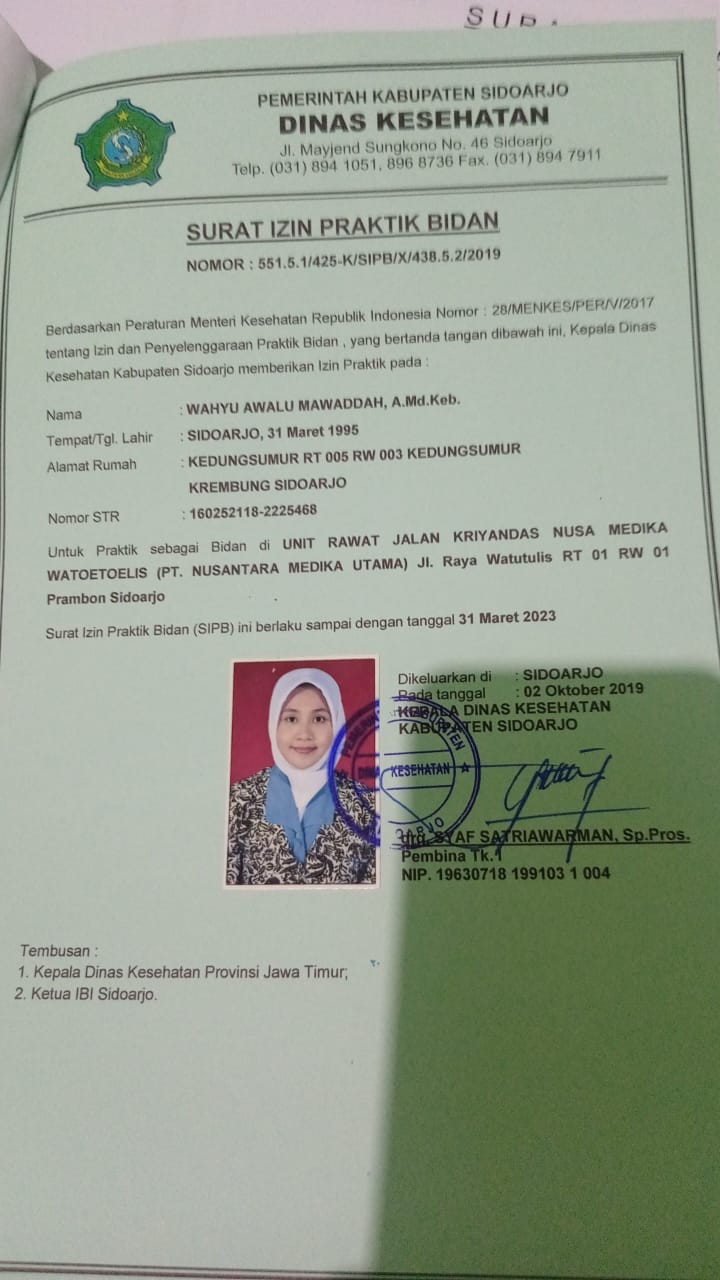 SUR
PEMERINTAH KABUPATEN SIDOARJO
DINAS KESEHATAN
Jl. Mayjend Sungkono No. 46 Sidoarjo
Telp. (031) 894 1051, 896 8736 Fax. (031) 894 7911
SURAT IZIN PRAKTIK BIDAN
NOMOR : 551.5.1/425-K/SIPB/X/438.5.2/2019
Berdasarkan Peraturan Menteri Kesehatan Republik Indonesia Nomor : 28/MENKES/PER/V/2017
tentang Izin dan Penyelenggaraan Praktik Bidan , yang bertanda tangan dibawah ini, Kepala Dinas
Kesehatan Kabupaten Sidoarjo memberikan Izin Praktik pada :
Nama : WAHYU AWALU MAWADDAH, A.Md.Keb.
Tempat/Tgl. Lahir : SIDOARJO, 31 Maret 1995
Alamat Rumah : KEDUNGSUMUR RT 005 RW 003 KEDUNGSUMUR
KREMBUNG SIDOARJO
Nomor STR : 160252118-2225468
Untuk Praktik sebagai Bidan di UNIT RAWAT JALAN KRIYANDAS NUSA MEDIKA
WATOETOELIS (PT. NUSANTARA MEDIKA UTAMA) Jl. Raya Watutulis RT 01 RW 01
Prambon Sidoarjo
Surat Izin Praktik Bidan (SIPB) ini berlaku sampai dengan tanggal 31 Maret 2023
Dikeluarkan di : SIDOARJO
Pada tanggal : 02 Oktober 2019
KEPALA DINAS KESEHATAN
KABUPATEN SIDOARJO
KESEHATAN
drg. SYAF SATRIAWARMAN, Sp.Pros.
Pembina Tk.1
NIP. 19630718 199103 1 004
Tembusan :
1. Kepala Dinas Kesehatan Provinsi Jawa Timur;
2. Ketua IBI Sidoarjo.